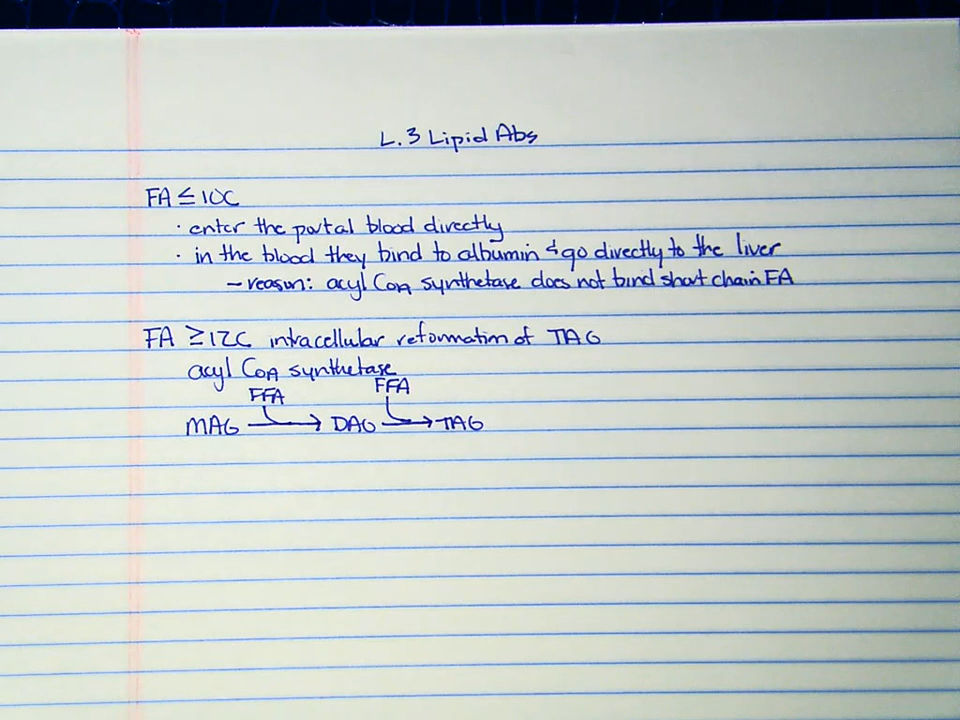 L.3 Lipid Abs
FA ≤ 10C
· enter the portal blood directly
· in the blood they bind to albumin & go directly to the liver
– reason: acyl CoA synthetase does not bind short chain FA
FA ≥ 12C intracellular reformation of TAG
acyl CoA synthetase
FFA FFA
MAG → DAG → TAG